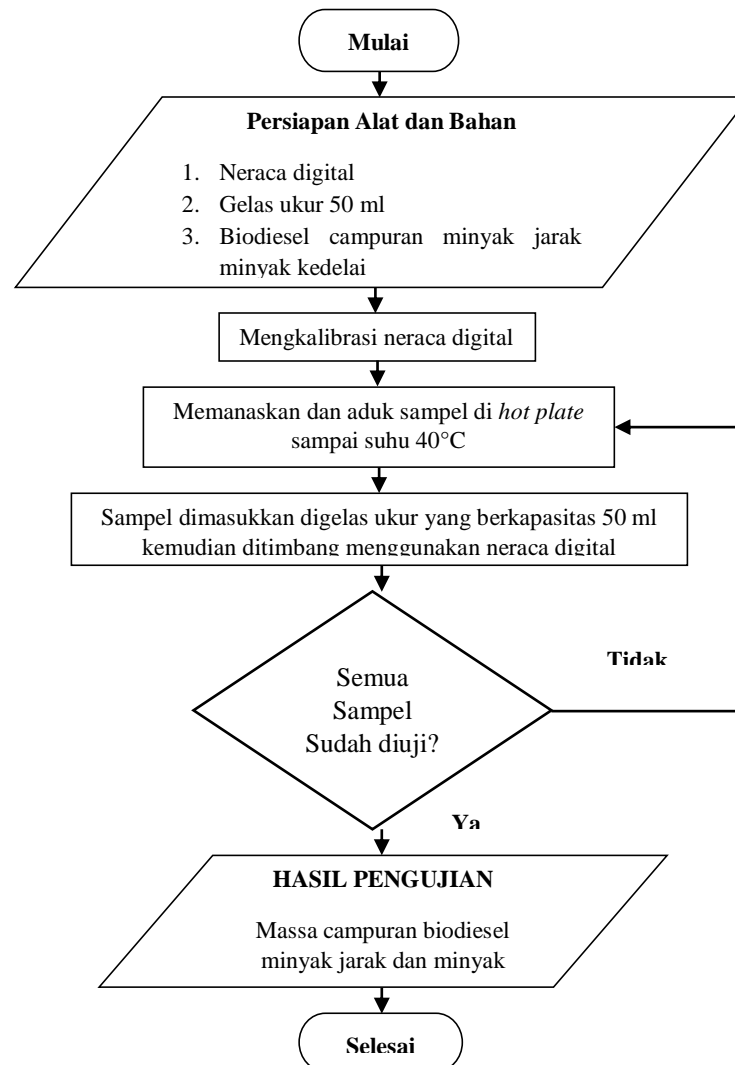 Mulai
Persiapan Alat dan Bahan
1. Neraca digital
2. Gelas ukur 50 ml
3. Biodiesel campuran minyak jarak
minyak kedelai
Mengkalibrasi neraca digital
Memanaskan dan aduk sampel di hot plate
sampai suhu 40°C
Sampel dimasukkan digelas ukur yang berkapasitas 50 ml
kemudian ditimbang menggunakan neraca digital
Tidak
Semua
Sampel
Sudah diuji?
Ya
HASIL PENGUJIAN
Massa campuran biodiesel
minyak jarak dan minyak
Selesai